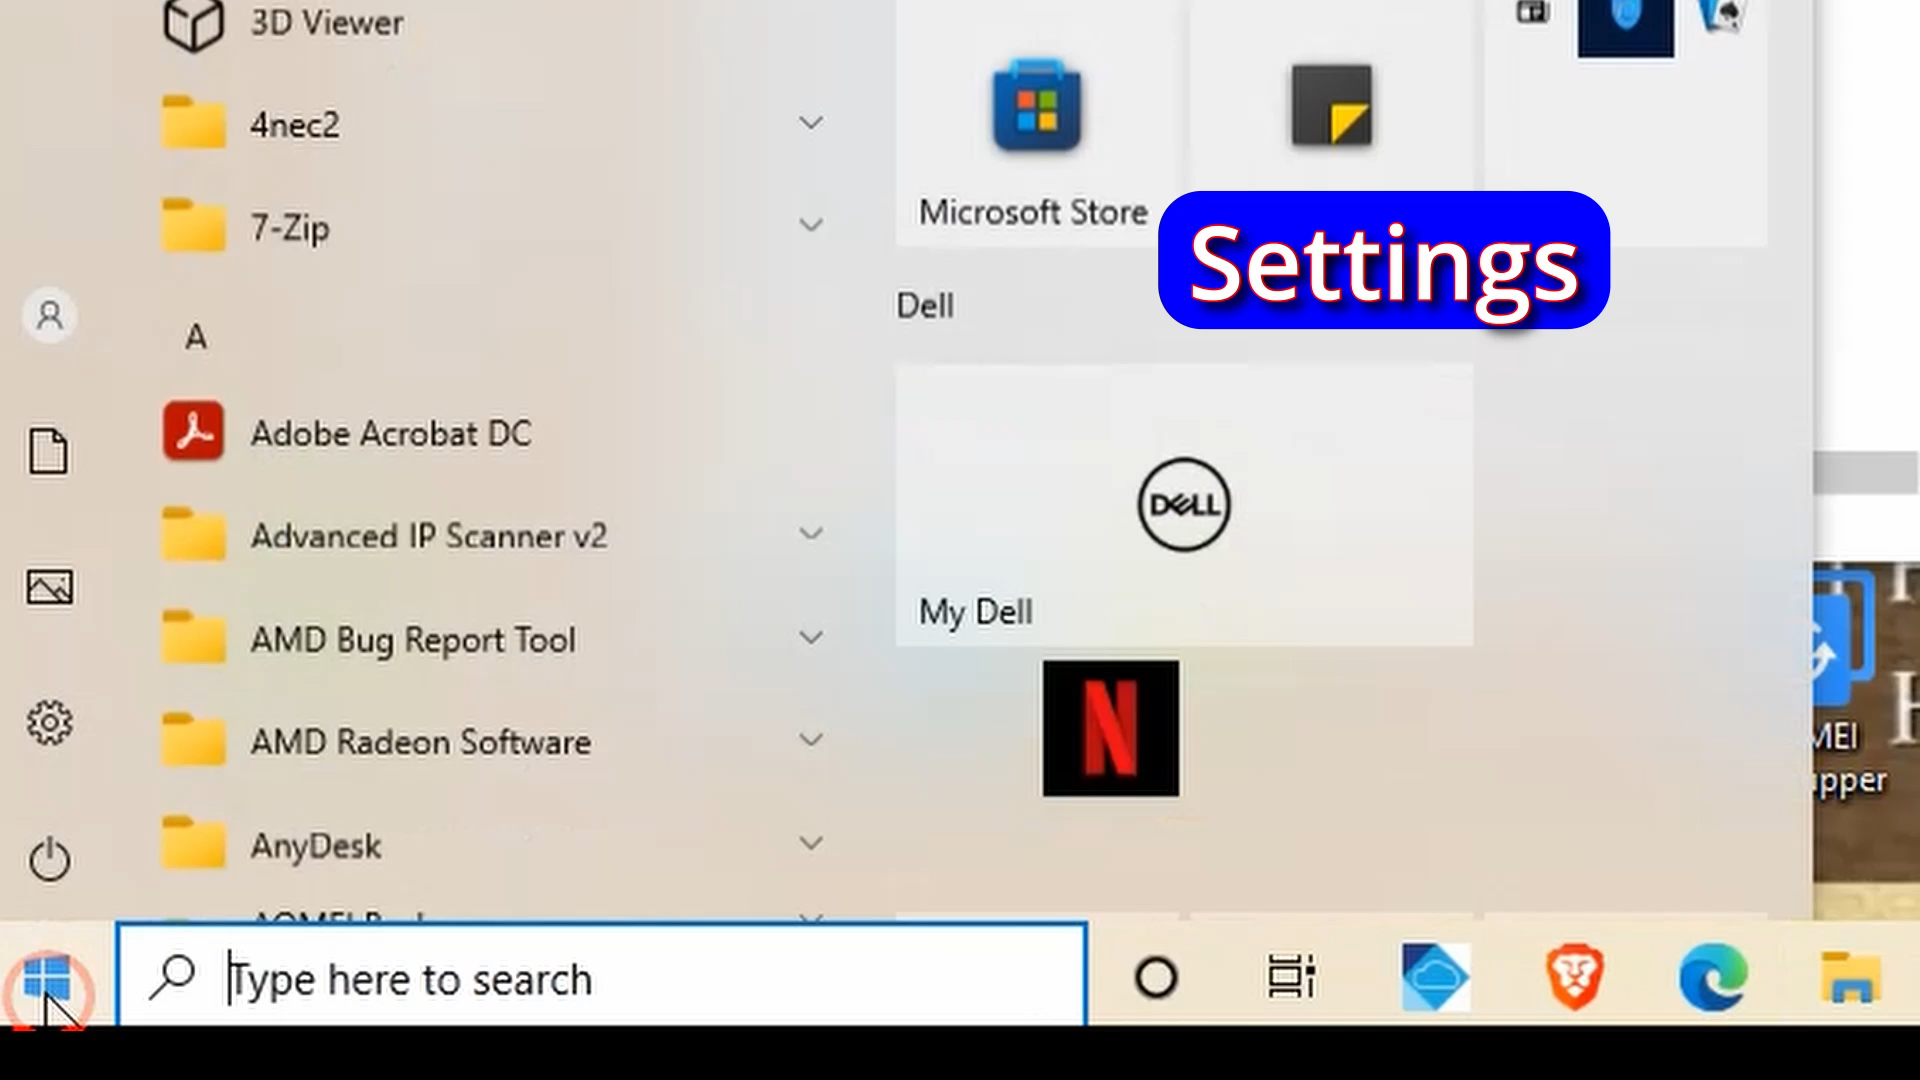 3D Viewer
4nec2
7-Zip
A
Adobe Acrobat DC
Advanced IP Scanner v2
AMD Bug Report Tool
AMD Radeon Software
AnyDesk
Microsoft Store
Settings
Dell
DELL
My Dell
N
Type here to search